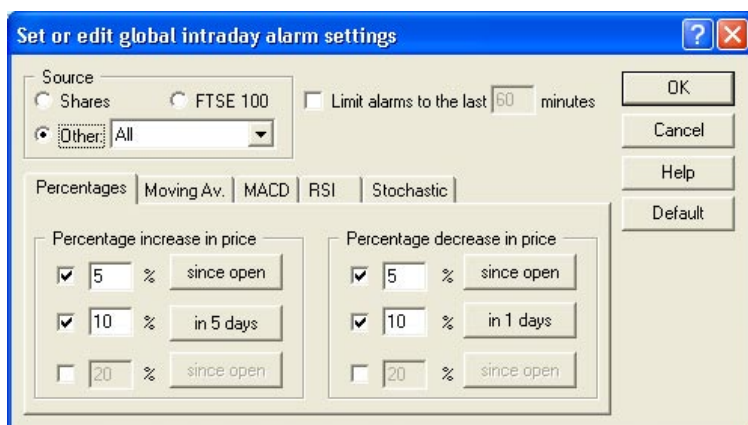 Set or edit global intraday alarm settings
Source
Shares
FTSE 100
Other: All
Limit alarms to the last 60 minutes
OK
Cancel
Help
Default
Percentages
Moving Av.
MACD
RSI
Stochastic
Percentage increase in price
5 % since open
10 % in 5 days
20 % since open
Percentage decrease in price
5 % since open
10 % in 1 days
20 % since open